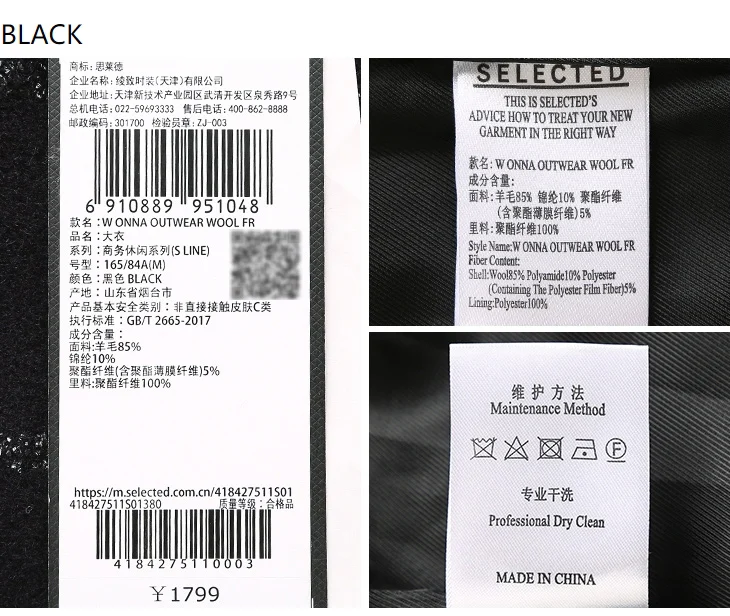 BLACK
商标: 思莱德
企业名称: 绫致时装(天津)有限公司
企业地址: 天津新技术产业园区武清开发区泉秀路9号
总机电话: 022-59693333 售后电话: 400-862-8888
邮政编码: 301700 检验员章: ZJ-003
6 910889 951048
款名：W ONNA OUTWEAR WOOL FR
品名：大衣
系列：商务休闲系列(S LINE)
号型：165/84A(M)
颜色：黑色 BLACK
产地：山东省烟台市
产品基本安全类别：非直接接触皮肤C类
执行标准：GB/T 2665-2017
成分含量：
面料:羊毛85%
锦纶10%
聚酯纤维(含聚酯薄膜纤维)5%
里料:聚酯纤维100%
https://m.selected.com.cn/418427511S01
418427511S01380 质量等级：合格品
4184275110003
￥1799
SELECTED
THIS IS SELECTED'S
ADVICE HOW TO TREAT YOUR NEW
GARMENT IN THE RIGHT WAY
款名: W ONNA OUTWEAR WOOL FR
成分含量:
面料: 羊毛85% 锦纶10% 聚酯纤维
(含聚酯薄膜纤维) 5%
里料: 聚酯纤维100%
Style Name:W ONNA OUTWEAR WOOL FR
Fiber Content:
Shell:Wool85% Polyamide10% Polyester
(Containing The Polyester Film Fiber)5%
Lining:Polyester100%
维护方法
Maintenance Method
F
专业干洗
Professional Dry Clean
MADE IN CHINA